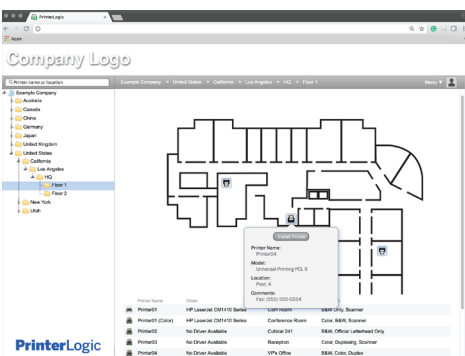 PrinterLogic
Apps
Company Logo
Printer name or location
Example Company > United States > California > Los Angeles > HQ > Floor 1
Menu
Example Company
Australia
Canada
China
Germany
Japan
United Kingdom
United States
California
Los Angeles
HQ
Floor 1
Floor 2
New York
Utah
Install Printer
Printer Name:
Printer04
Model:
Universal Printing PCL 6
Location:
Comments:
Fax: (555) 555-5554
Printer Name Driver
Printer01 HP LaserJet CM1410 Series Conf Room B&W Only, Scanner
Printer01 (Color) HP LaserJet CM1410 Series Conference Room Color, B&W, Scanner
Printer02 No Driver Available Cubical 241 B&W, Official Letterhead Only
Printer03 No Driver Available Reception Color, Duplexing, Scanner
Printer04 No Driver Available VP's Office B&W, Color, Duplex
PrinterLogic